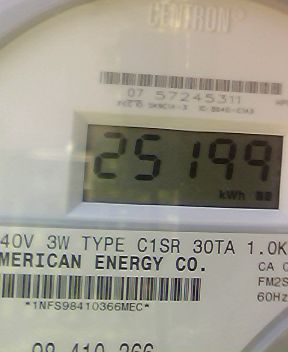 CENTRON
07 57245311
25199
kWh
40V 3W TYPE C1SR 30TA 1.0K
MERICAN ENERGY CO.
CA 0
FM2S
60Hz
*1NFS98410366MEC*
98 410 366